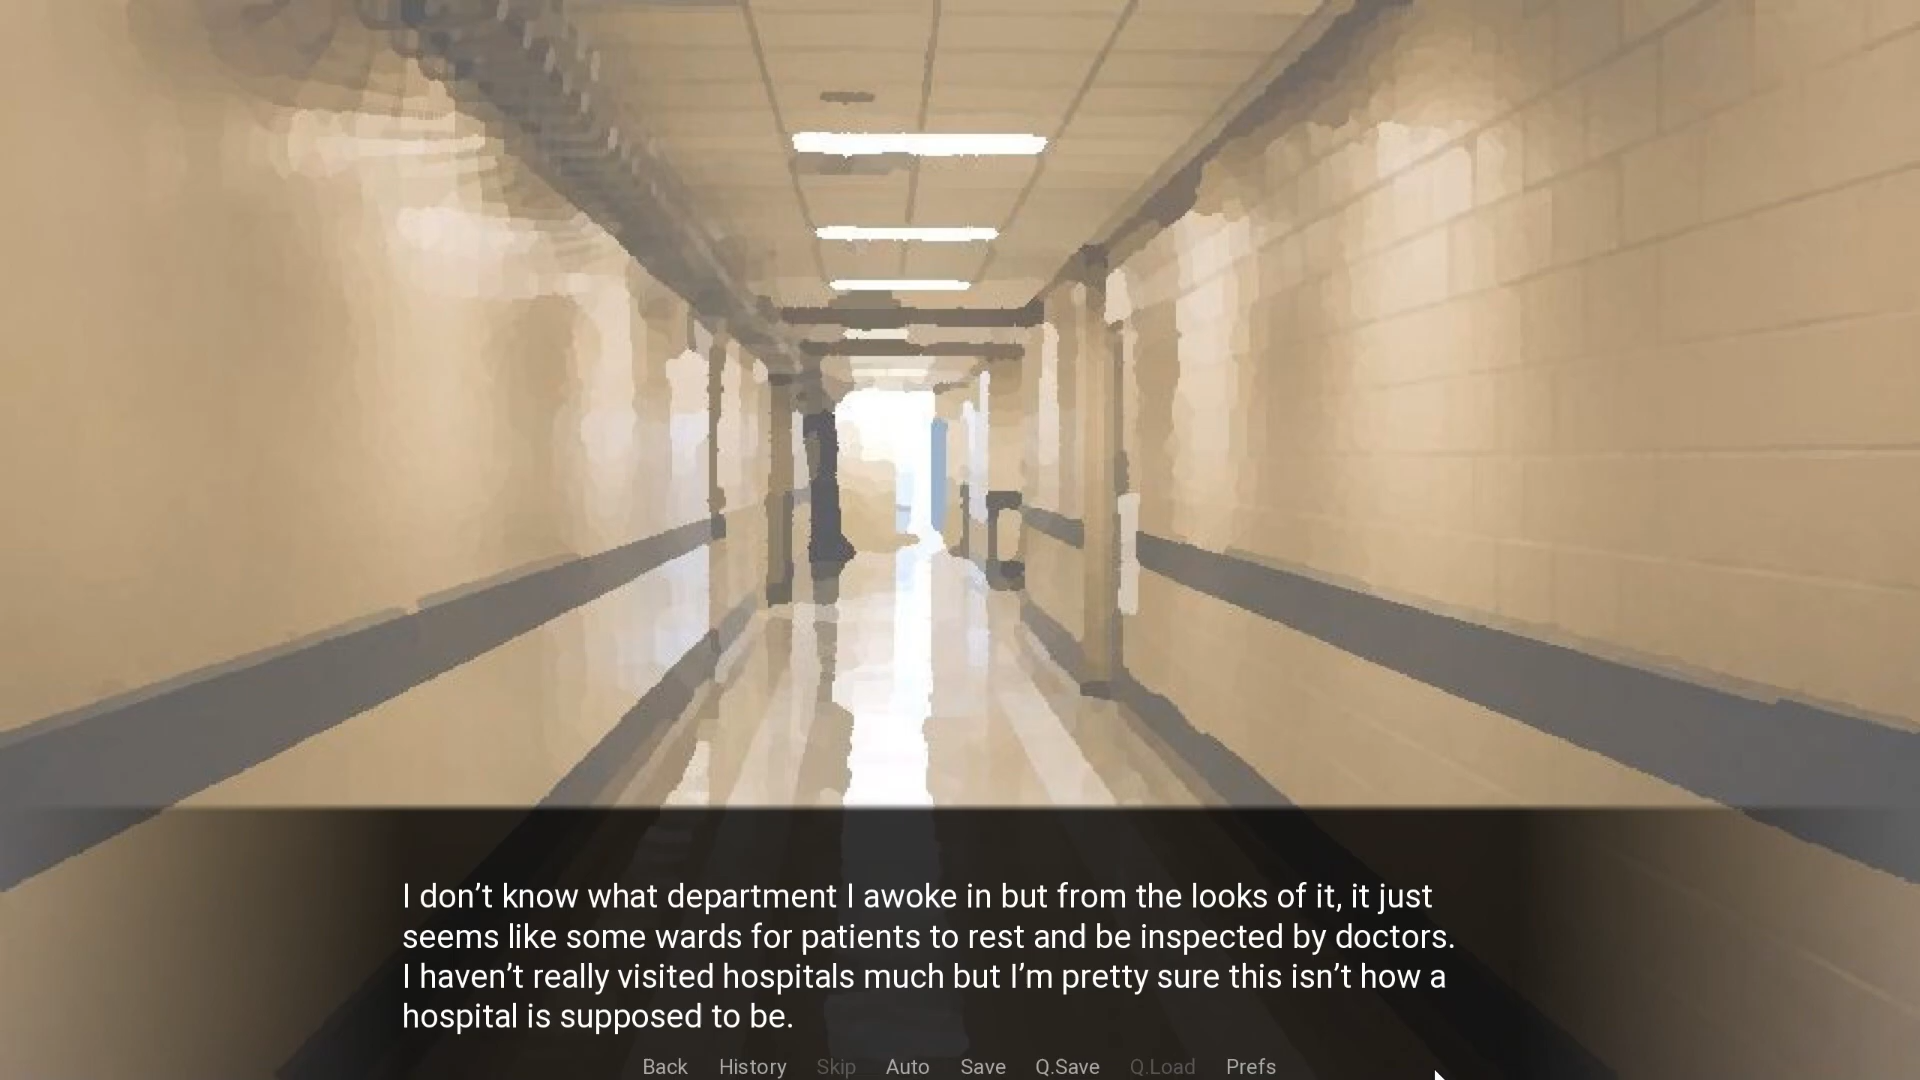 I don’t know what department I awoke in but from the looks of it, it just
seems like some wards for patients to rest and be inspected by doctors.
I haven’t really visited hospitals much but I’m pretty sure this isn’t how a
hospital is supposed to be.
Back History Skip Auto Save Q.Save Q.Load Prefs